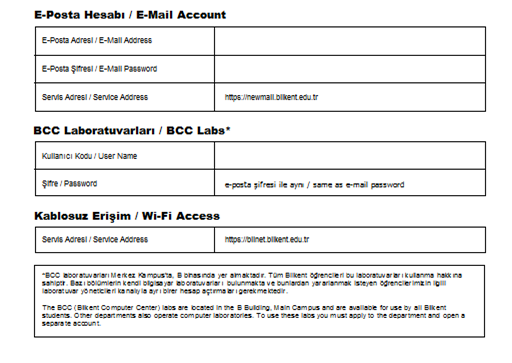 E-Posta Hesabı / E-Mail Account
E-Posta Adresi / E-Mail Address
E-Posta Şifresi / E-Mail Password
Servis Adresi / Service Address https://newmail.bilkent.edu.tr
BCC Laboratuvarları / BCC Labs*
Kullanıcı Kodu / User Name
Şifre / Password e-posta şifresi ile aynı / same as e-mail password
Kablosuz Erişim / Wi-Fi Access
Servis Adresi / Service Address https://bilnet.bilkent.edu.tr
*BCC laboratuvarları Merkez Kampus'ta, B binasında yer almaktadır. Tüm Bilkent öğrencileri bu laboratuvarları kullanma hakkına
sahiptir. Bazı bölümlerin kendi bilgisayar laboratuvarları bulunmakta ve bunlardan yararlanmak isteyen öğrencilerimizin ilgili
laboratuvar yöneticileri kanalıyla ayrı birer hesap açtırmaları gerekmektedir.
The BCC (Bilkent Computer Center) labs are located in the B Building, Main Campus and are available for use by all Bilkent
students. Other departments also operate computer laboratories. To use these labs you must apply to the department and open a
separate account.